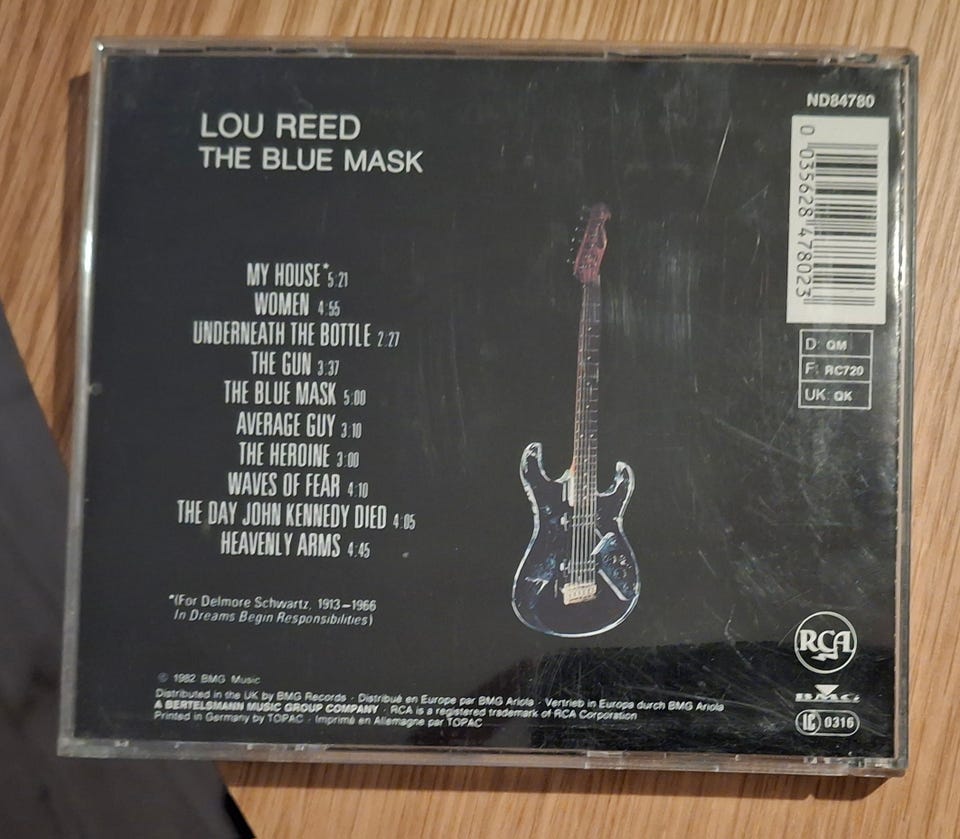 ND84780
LOU REED
THE BLUE MASK
0 035628 478023
MY HOUSE* 5:21
WOMEN 4:55
UNDERNEATH THE BOTTLE 2:27
THE GUN 3:37
THE BLUE MASK 5:00
AVERAGE GUY 3:10
THE HEROINE 3:00
WAVES OF FEAR 4:10
THE DAY JOHN KENNEDY DIED 4:05
HEAVENLY ARMS 4:45
D: QM
F: RC720
UK: QK
*(For Delmore Schwartz, 1913–1966
In Dreams Begin Responsibilities)
© 1982 BMG Music
Distributed in the UK by BMG Records · Distribué en Europe par BMG Ariola · Vertrieb in Europa durch BMG Ariola
A BERTELSMANN MUSIC GROUP COMPANY · RCA is a registered trademark of RCA Corporation
Printed in Germany by TOPAC · Imprimé en Allemagne par TOPAC
RCA
BMG
LC 0316